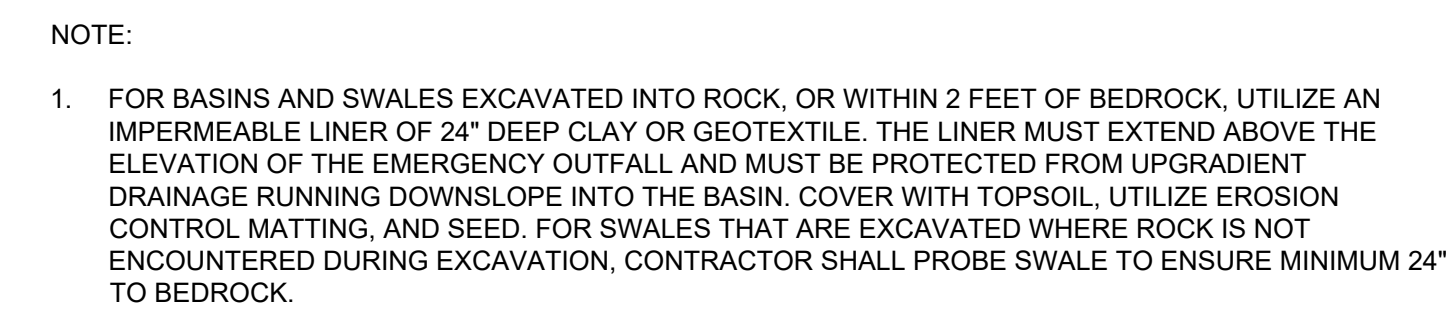 NOTE:
1. FOR BASINS AND SWALES EXCAVATED INTO ROCK, OR WITHIN 2 FEET OF BEDROCK, UTILIZE AN
IMPERMEABLE LINER OF 24" DEEP CLAY OR GEOTEXTILE. THE LINER MUST EXTEND ABOVE THE
ELEVATION OF THE EMERGENCY OUTFALL AND MUST BE PROTECTED FROM UPGRADIENT
DRAINAGE RUNNING DOWNSLOPE INTO THE BASIN. COVER WITH TOPSOIL, UTILIZE EROSION
CONTROL MATTING, AND SEED. FOR SWALES THAT ARE EXCAVATED WHERE ROCK IS NOT
ENCOUNTERED DURING EXCAVATION, CONTRACTOR SHALL PROBE SWALE TO ENSURE MINIMUM 24"
TO BEDROCK.